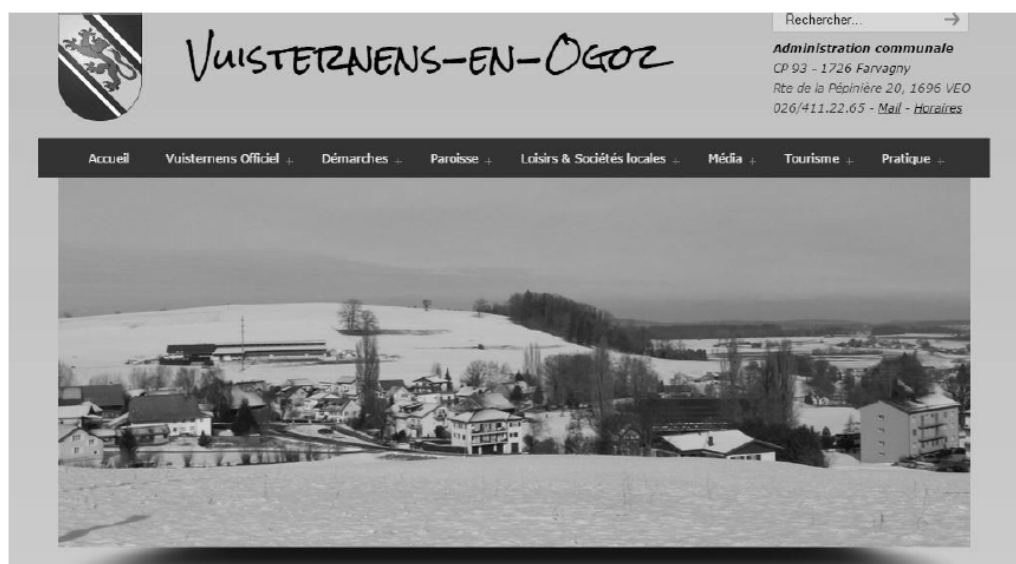 Rechercher...
VUISTERNENS-EN-OGOZ
Administration communale
CP 93 - 1726 Farvagny
Rte de la Pépinière 20, 1696 VEO
026/411.22.65 - Mail - Horaires
Accueil Vuisternens Officiel + Démarches + Paroisse + Loisirs & Sociétés locales + Média + Tourisme + Pratique +